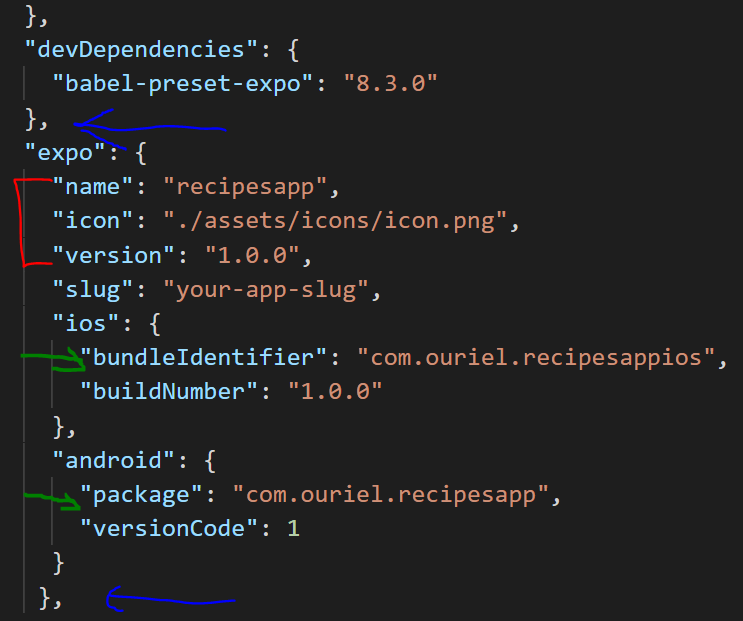 },
"devDependencies": {
"babel-preset-expo": "8.3.0"
},
"expo": {
"name": "recipesapp",
"icon": "./assets/icons/icon.png",
"version": "1.0.0",
"slug": "your-app-slug",
"ios": {
"bundleIdentifier": "com.ouriel.recipesappios",
"buildNumber": "1.0.0"
},
"android": {
"package": "com.ouriel.recipesapp",
"versionCode": 1
}
},